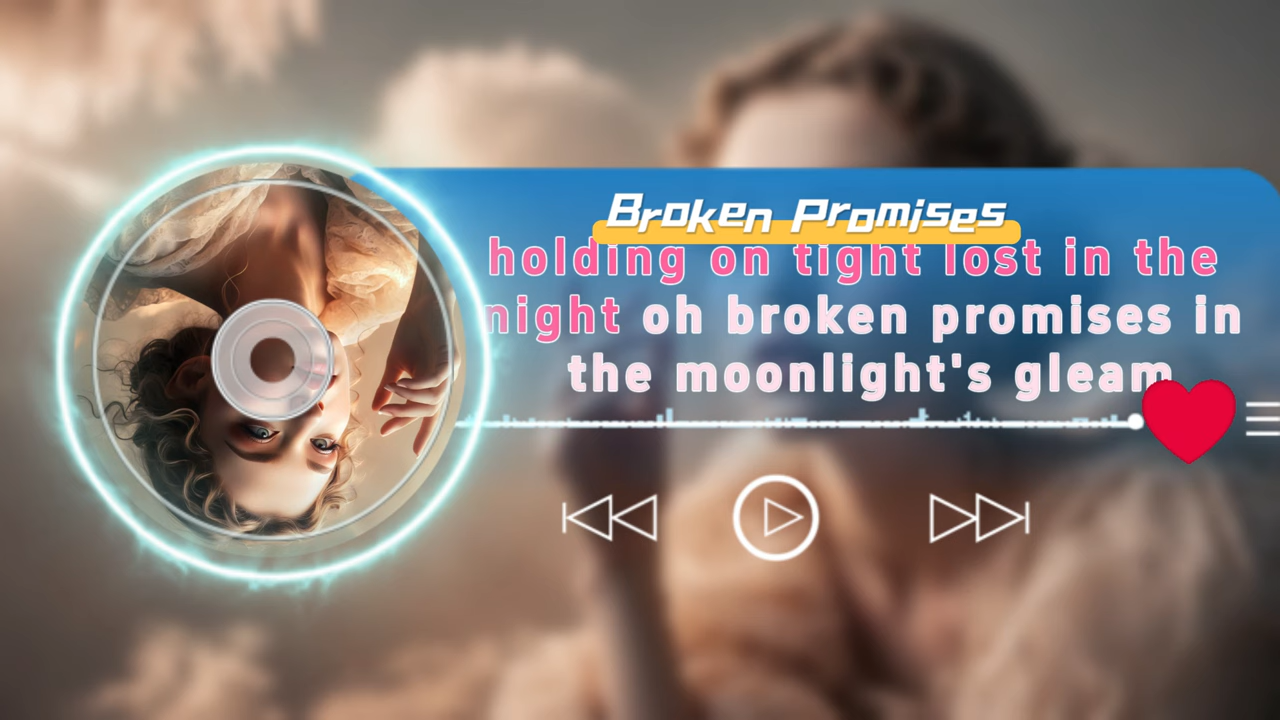 Broken Promises
holding on tight lost in the
night oh broken promises in
the moonlight's gleam